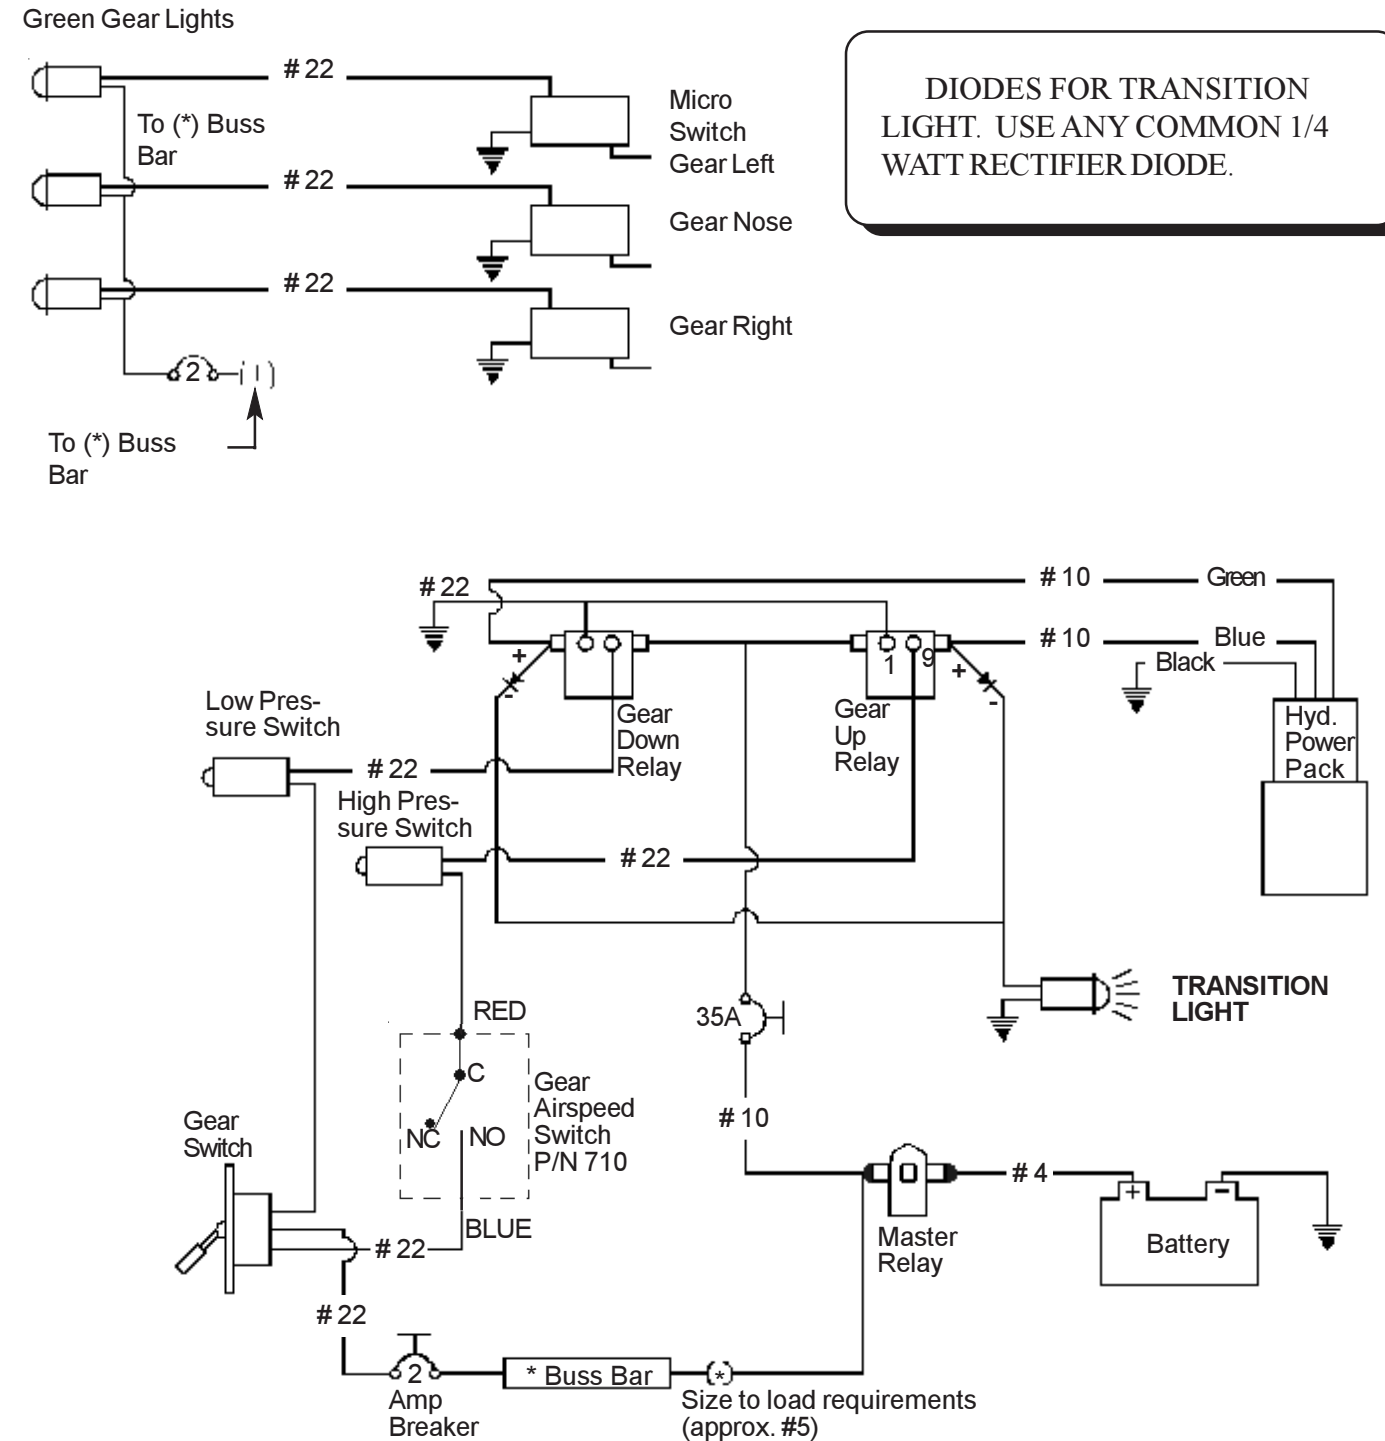 Green Gear Lights
# 22
To (*) Buss
Bar
Micro
Switch
Gear Left
DIODES FOR TRANSITION
LIGHT. USE ANY COMMON 1/4
WATT RECTIFIER DIODE.
# 22
Gear Nose
# 22
Gear Right
2
To (*) Buss
Bar
# 22
# 10
Green
# 10
Blue
Black
+
-
1
9
+
-
Low Pres-
sure Switch
Gear
Down
Relay
Gear
Up
Relay
Hyd.
Power
Pack
# 22
High Pres-
sure Switch
# 22
TRANSITION
LIGHT
RED
35A
C
NC
NO
Gear
Airspeed
Switch
P/N 710
# 10
Gear
Switch
BLUE
# 22
# 4
+
-
Master
Relay
Battery
# 22
2
Amp
Breaker
* Buss Bar
(*)
Size to load requirements
(approx. #5)